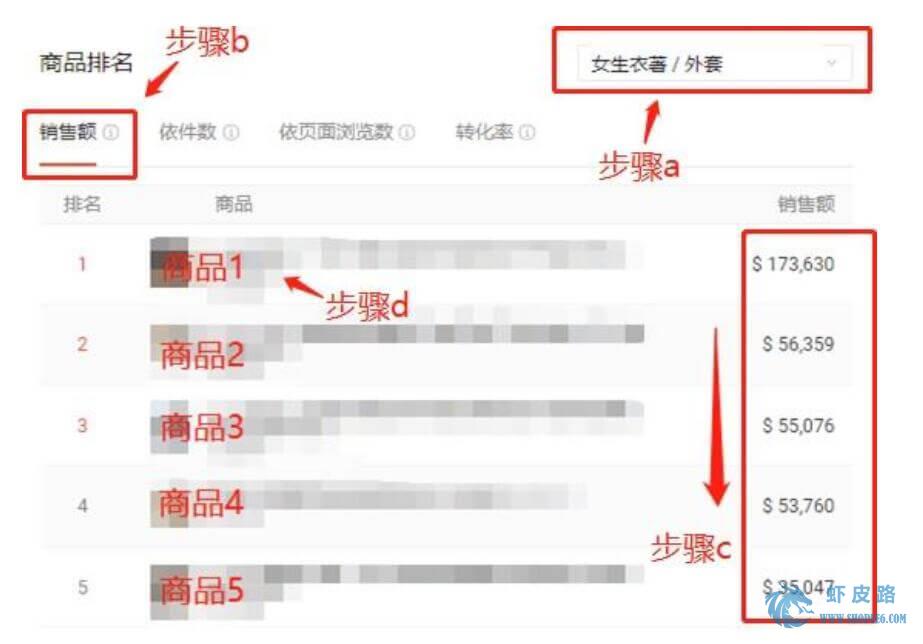 步骤b
商品排名
女生衣著 / 外套
销售额 依件数 依页面浏览数 转化率
步骤a
排名 商品 销售额
1 商品1 $ 173,630
步骤d
2 商品2 $ 56,359
3 商品3 $ 55,076
4 商品4 $ 53,760
步骤c
5 商品5 $ 35,047
虾皮路
WWW.SHOPEE6.COM